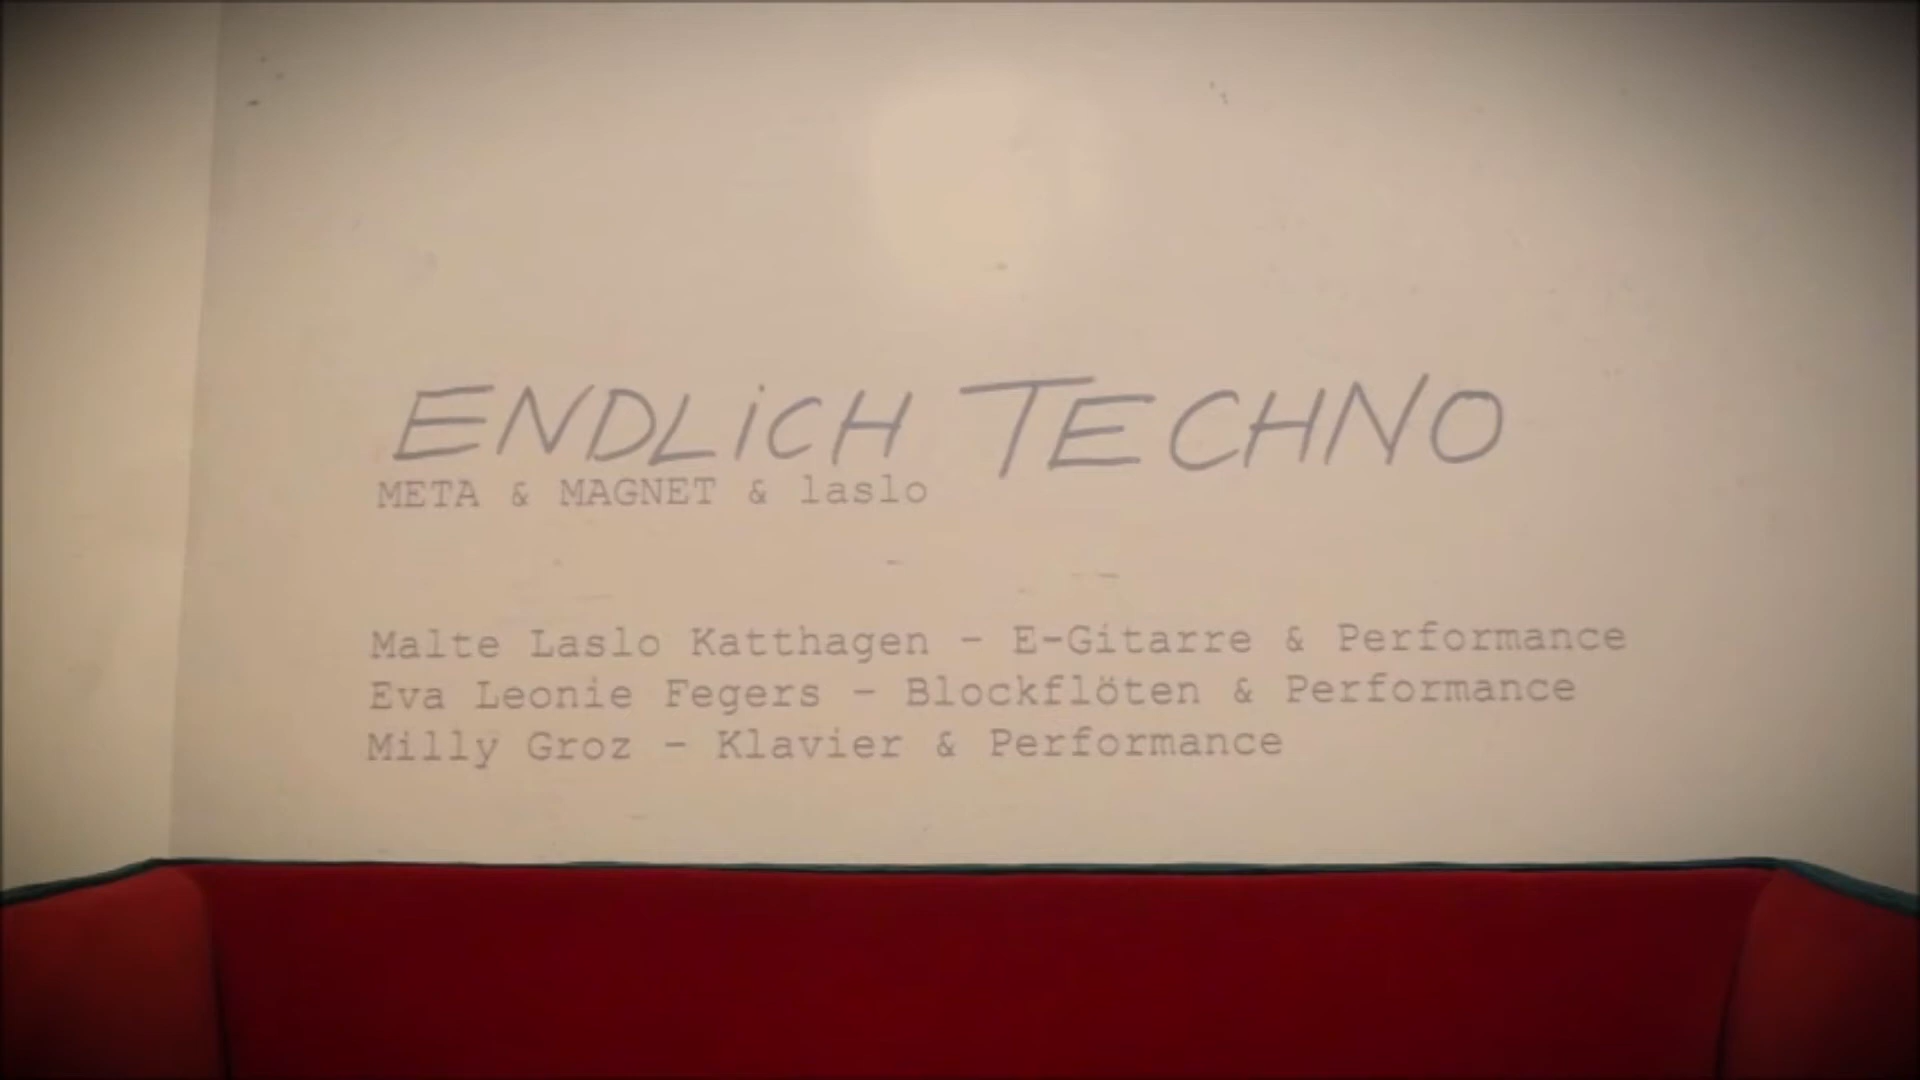 ENDLiCH TECHNO
META & MAGNET & laslo
Malte Laslo Katthagen - E-Gitarre & Performance
Eva Leonie Fegers - Blockflöten & Performance
Milly Groz - Klavier & Performance